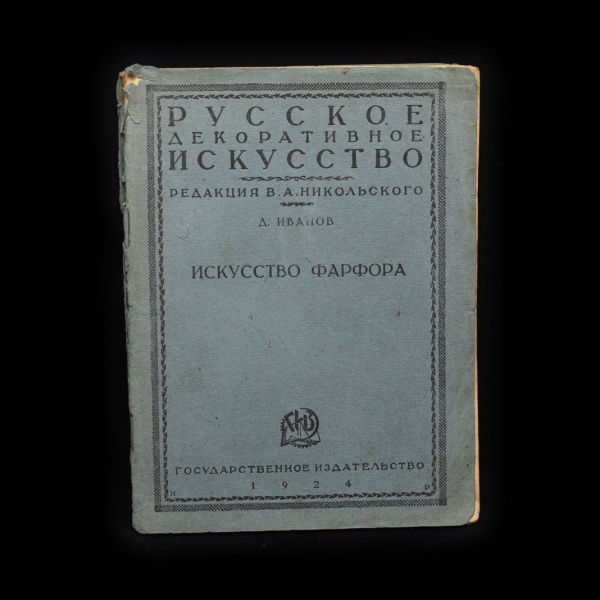 РУССКОЕ
ДЕКОРАТИВНОЕ
ИСКУССТВО
РЕДАКЦИЯ В.А.НИКОЛЬСКОГО
Д. ИВАНОВ
ИСКУССТВО ФАРФОРА
ГОСУДАРСТВЕННОЕ ИЗДАТЕЛЬСТВО
1924
И Р